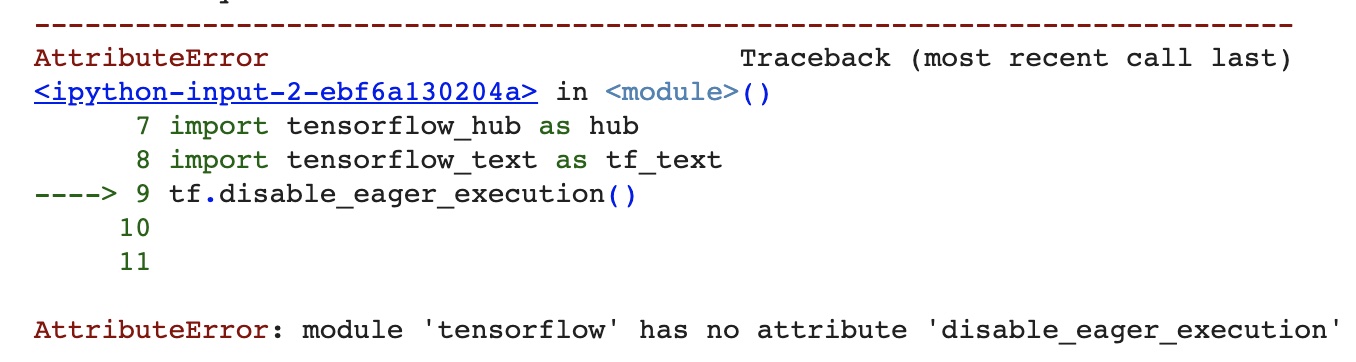 ---------------------------------------------------------------------------
AttributeError                            Traceback (most recent call last)
<ipython-input-2-ebf6a130204a> in <module>()
      7 import tensorflow_hub as hub
      8 import tensorflow_text as tf_text
----> 9 tf.disable_eager_execution()
     10
     11
AttributeError: module 'tensorflow' has no attribute 'disable_eager_execution'